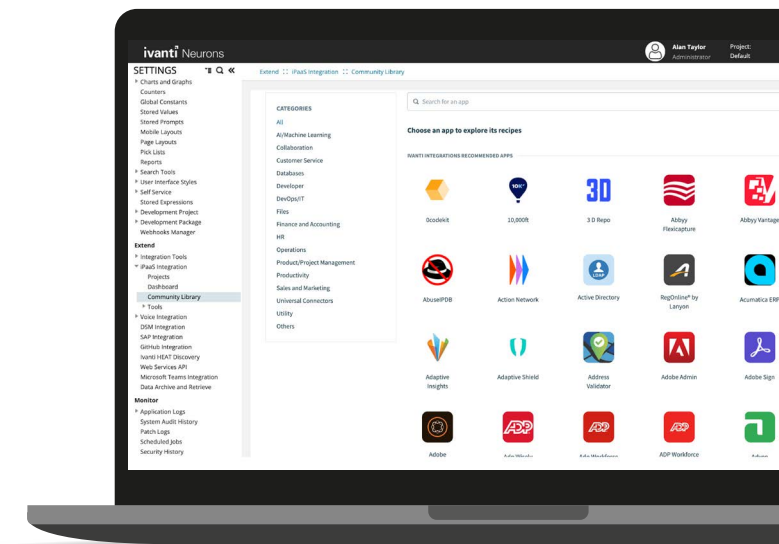 ivanti Neurons
Alan Taylor
Administrator
Project:
Default
SETTINGS
Extend :: iPaaS Integration :: Community Library
Charts and Graphs
Counters
Global Constants
Stored Values
Stored Prompts
Mobile Layouts
Page Layouts
Pick Lists
Reports
Search Tools
User Interface Styles
Self Service
Stored Expressions
Development Project
Development Package
Webhooks Manager
Extend
Integration Tools
iPaaS Integration
Projects
Dashboard
Community Library
Tools
Voice Integration
DSM Integration
SAP Integration
GitHub Integration
Ivanti HEAT Discovery
Web Services API
Microsoft Teams Integration
Data Archive and Retrieve
Monitor
Application Logs
System Audit History
Patch Logs
Scheduled Jobs
Security History
CATEGORIES
All
AI/Machine Learning
Collaboration
Customer Service
Databases
Developer
DevOps/IT
Files
Finance and Accounting
HR
Operations
Product/Project Management
Productivity
Sales and Marketing
Universal Connectors
Utility
Others
Search for an app
Choose an app to explore its recipes
IVANTI INTEGRATIONS RECOMMENDED APPS
10K
3D
0codekit
10,000ft
3 D Repo
Abbyy
Flexicapture
Abbyy Vantage
LDAP
AbuseIPDB
Action Network
Active Directory
RegOnline® by
Lanyon
Acumatica ERP
Adaptive
Insights
Adaptive Shield
Address
Validator
Adobe Admin
Adobe Sign
ADP
ADP
ADP
Adobe
ADP Workforce